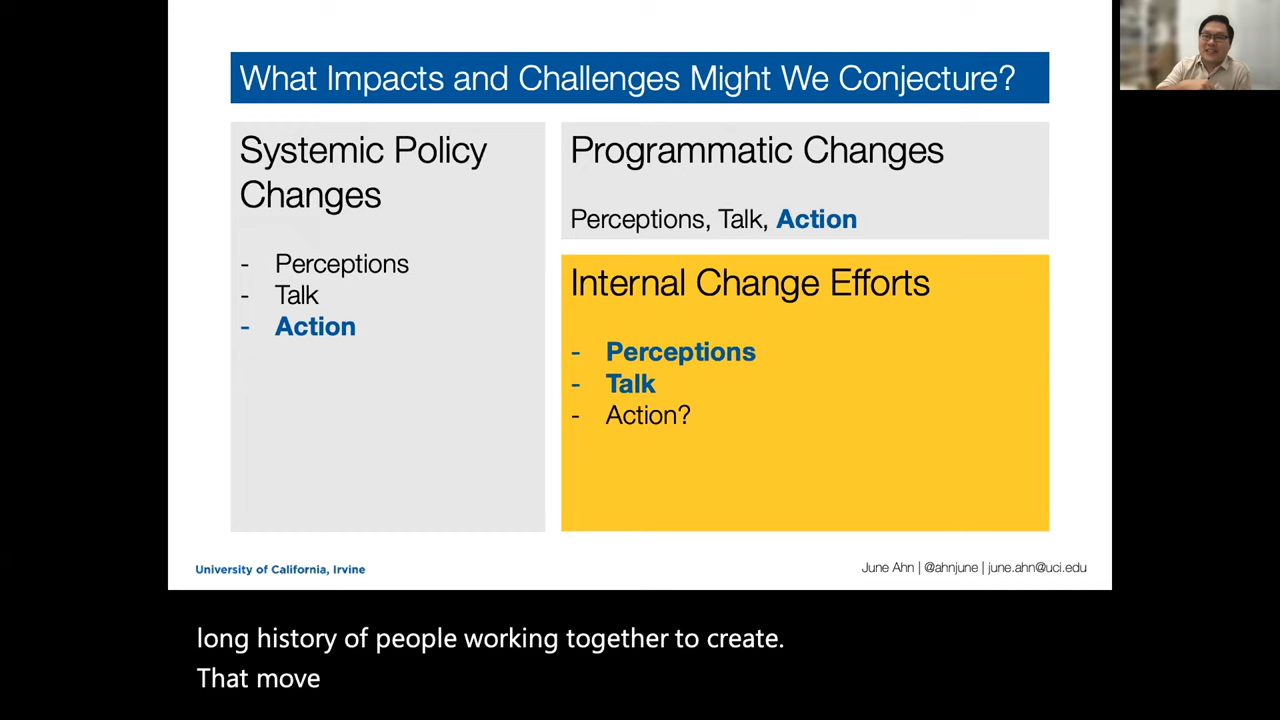 What Impacts and Challenges Might We Conjecture?
Systemic Policy
Changes
- Perceptions
- Talk
- Action
Programmatic Changes
Perceptions, Talk, Action
Internal Change Efforts
- Perceptions
- Talk
- Action?
University of California, Irvine
June Ahn | @ahnjune | june.ahn@uci.edu
long history of people working together to create.
That move